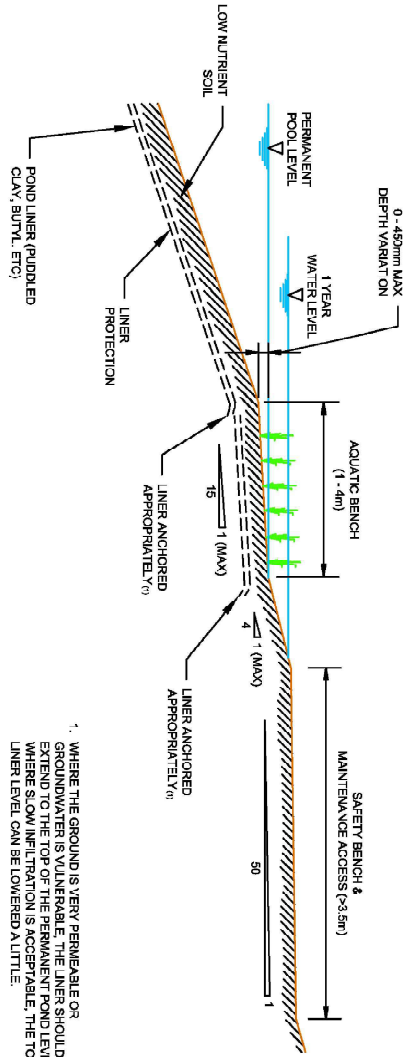 0 - 450mm MAX
DEPTH VARIATION
PERMANENT
POOL LEVEL
1 YEAR
WATER LEVEL
AQUATIC BENCH
(1 - 4m)
SAFETY BENCH &
MAINTENANCE ACCESS (>3.5m)
LOW NUTRIENT
SOIL
1 (MAX)
15
1 (MAX)
4
50
1
LINER
PROTECTION
LINER ANCHORED
APPROPRIATELY(1)
LINER ANCHORED
APPROPRIATELY(1)
POND LINER (PUDDLED
CLAY, BUTYL ETC)
1. WHERE THE GROUND IS VERY PERMEABLE OR
GROUNDWATER IS VULNERABLE, THE LINER SHOULD
EXTEND TO THE TOP OF THE PERMANENT POND LEV
WHERE SLOW INFILTRATION IS ACCEPTABLE, THE TO
LINER LEVEL CAN BE LOWERED A LITTLE.